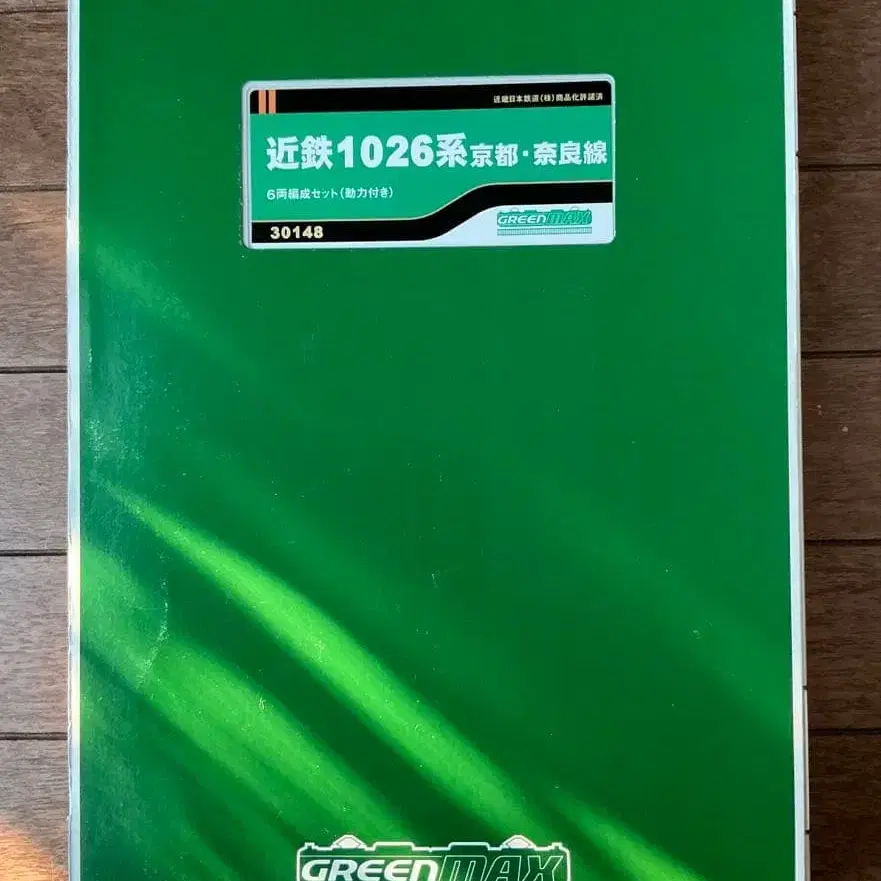 近畿日本鉄道(株)商品化許諾済
近鉄1026系京都・奈良線
6両編成セット(動力付き)
GREENMAX
30148
GREENMAX